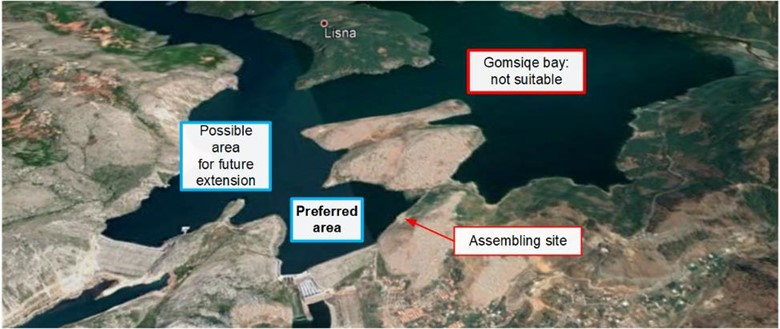 Lisna
Gomsiqe bay:
not suitable
Possible
area
for future
extension
Preferred
area
Assembling site